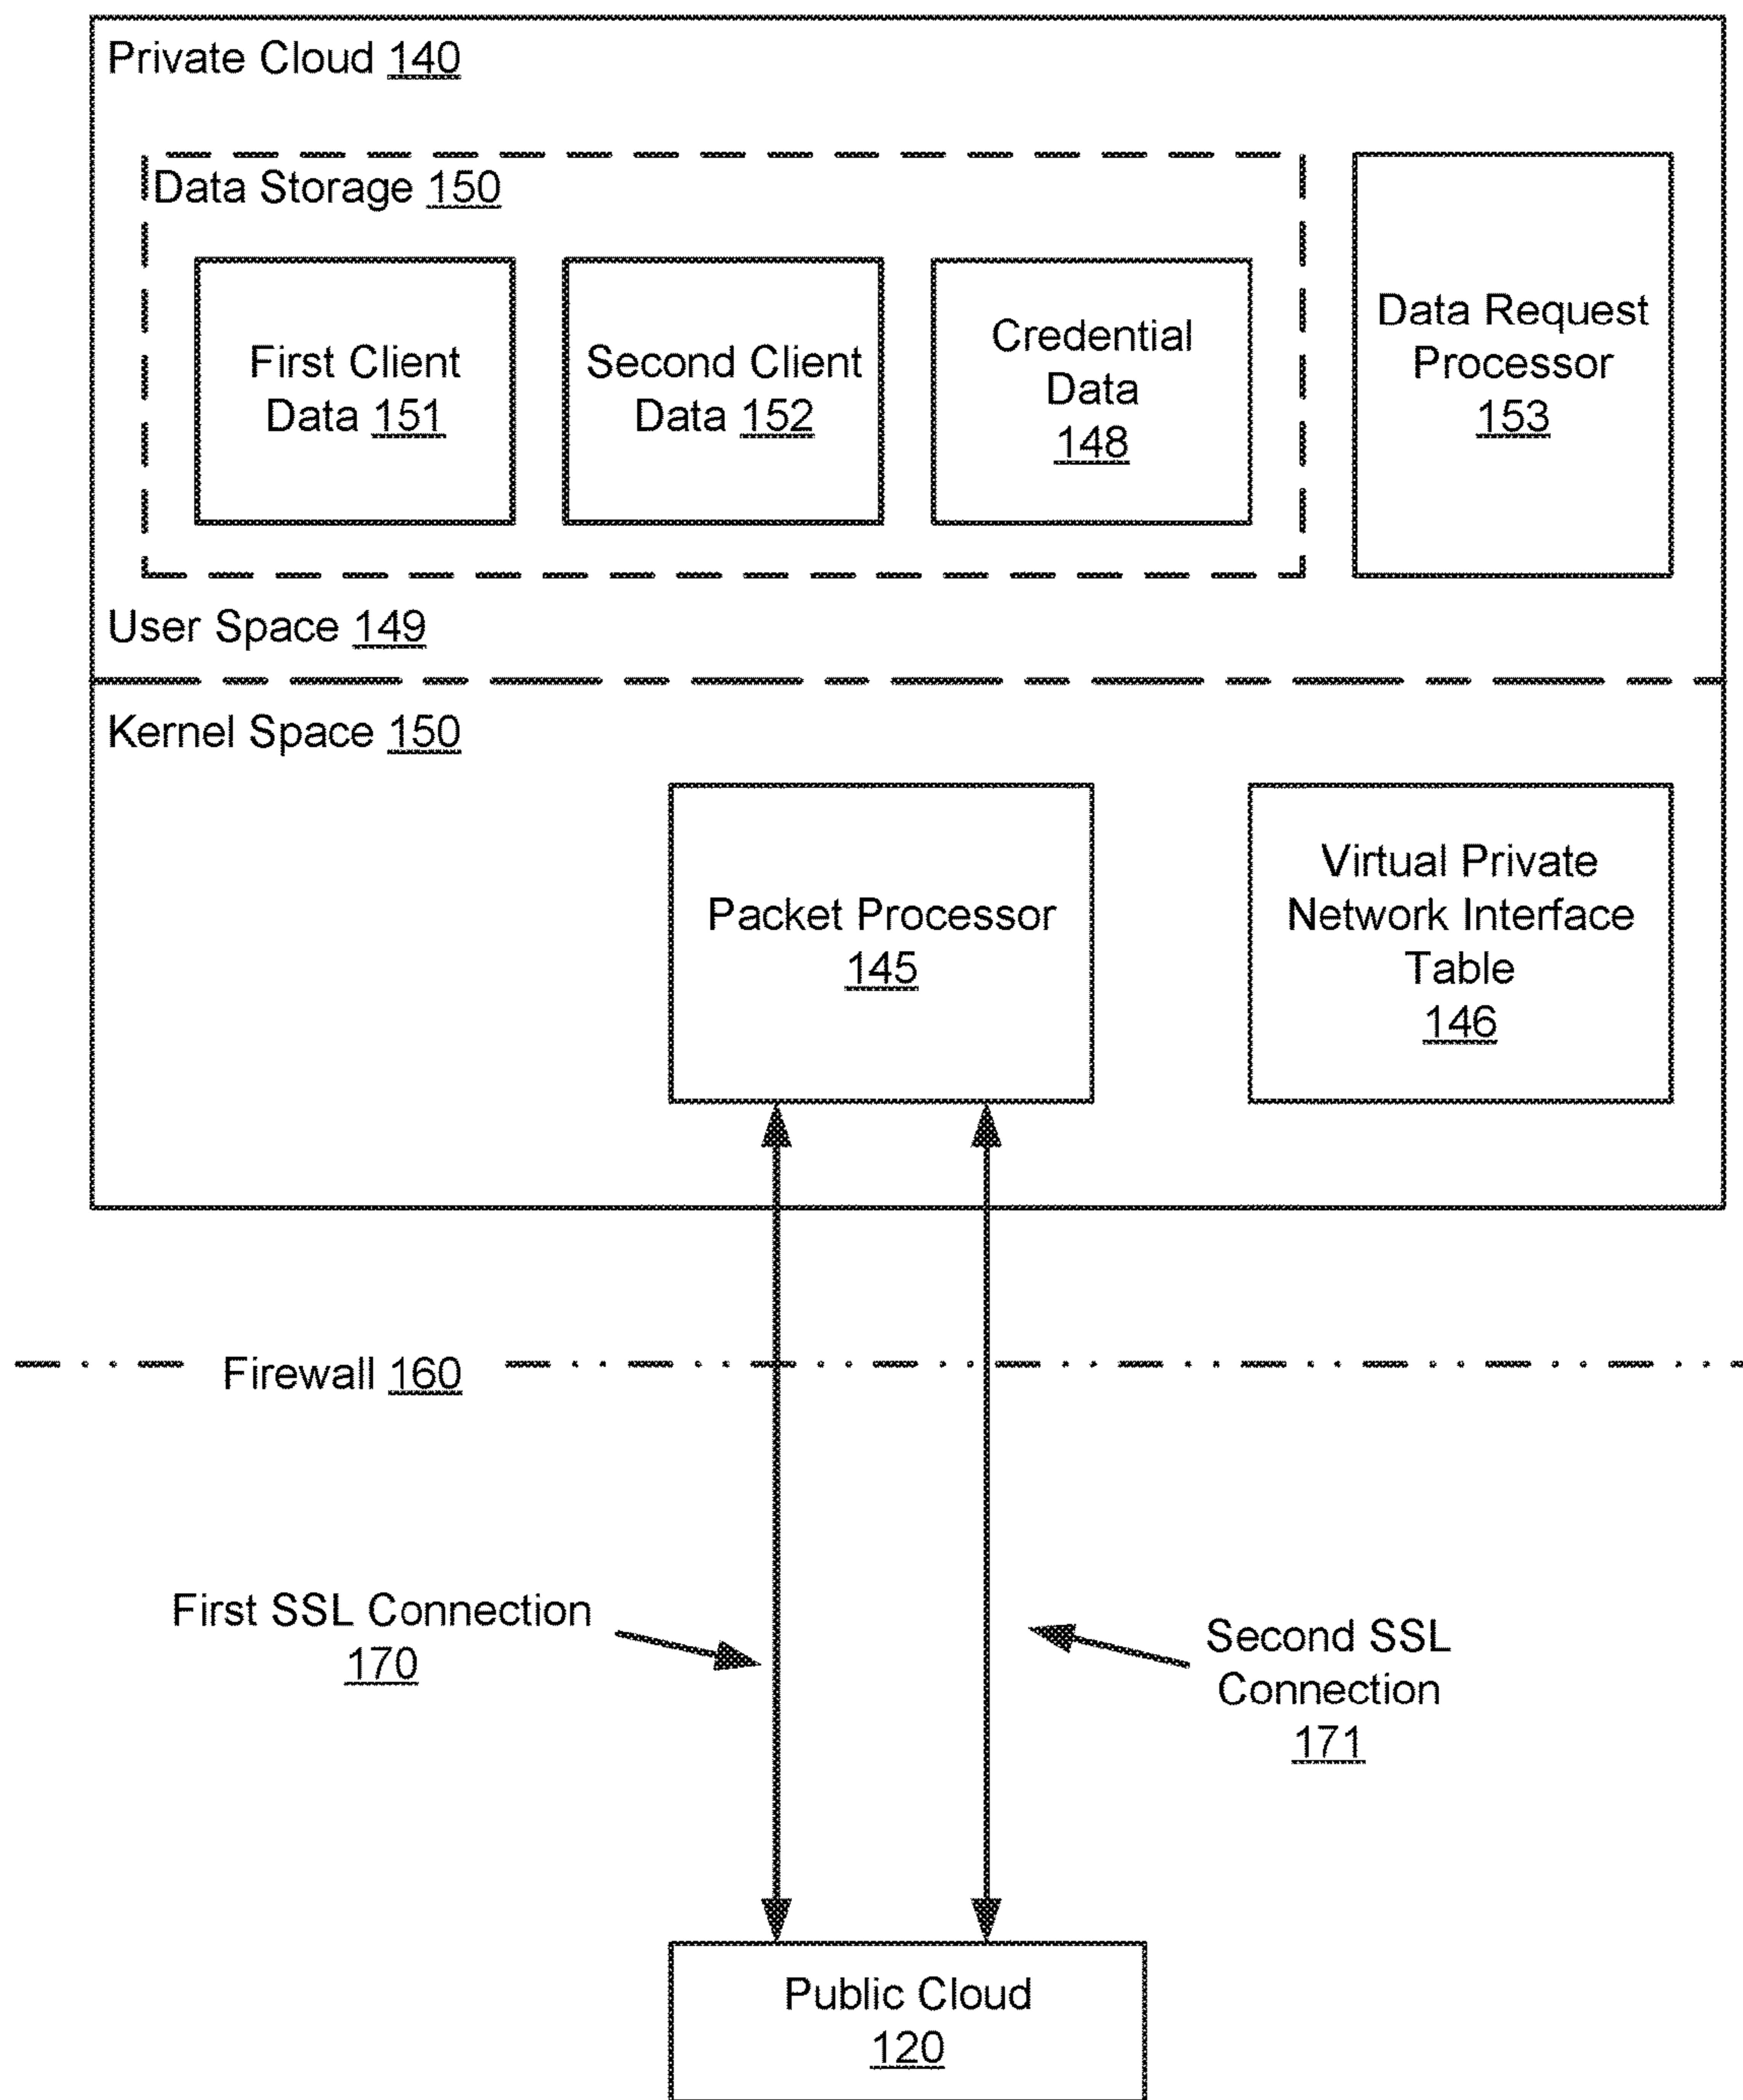 Private Cloud 140
Data Storage 150
First Client
Data 151
Second Client
Data 152
Credential
Data
148
Data Request
Processor
153
User Space 149
Kernel Space 150
Packet Processor
145
Virtual Private
Network Interface
Table
146
Firewall 160
First SSL Connection
170
Second SSL
Connection
171
Public Cloud
120